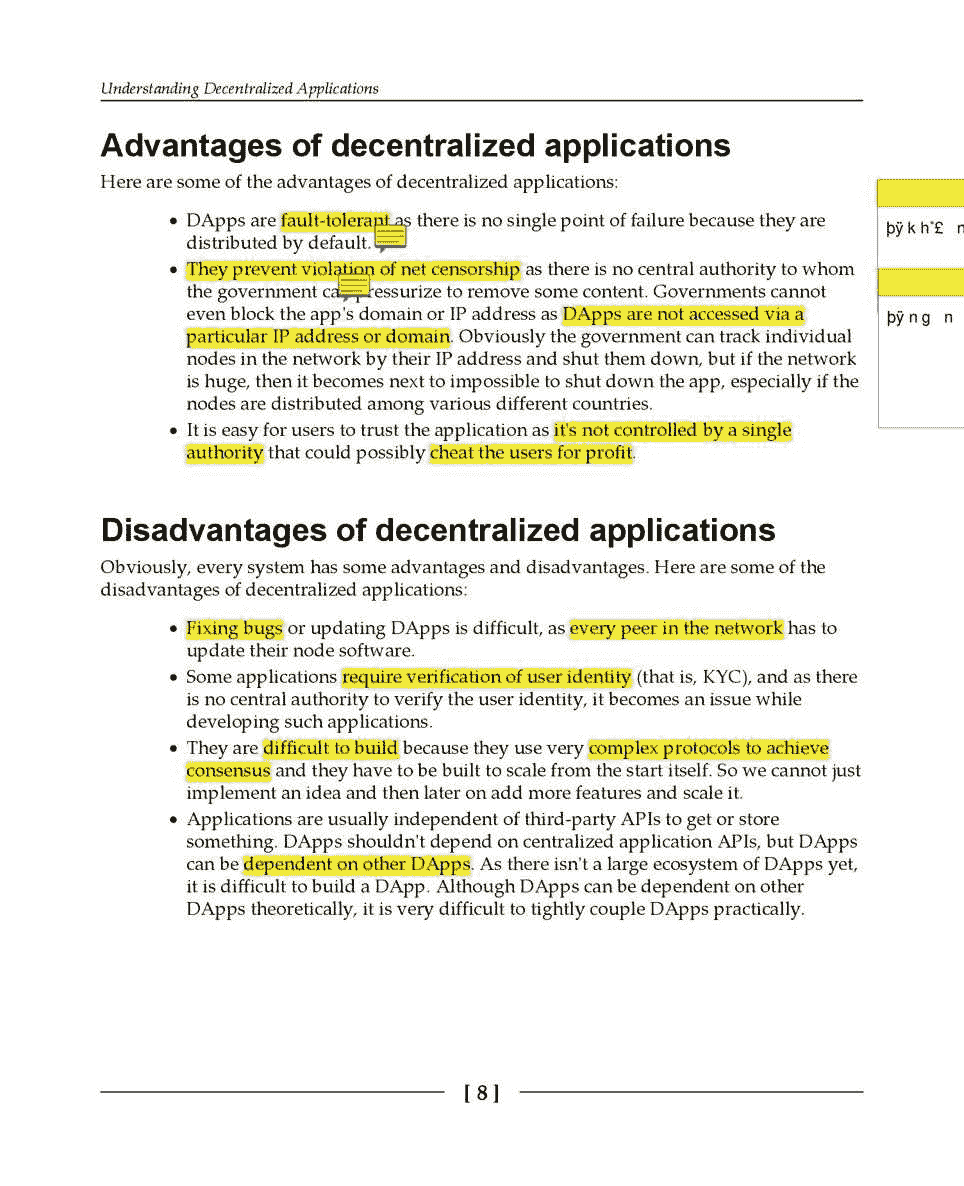 Understanding Decentralized Applications
Advantages of decentralized applications
Here are some of the advantages of decentralized applications:
• DApps are fault-tolerant as there is no single point of failure because they are
distributed by default.
• They prevent violation of net censorship as there is no central authority to whom
the government can pressurize to remove some content. Governments cannot
even block the app's domain or IP address as DApps are not accessed via a
particular IP address or domain. Obviously the government can track individual
nodes in the network by their IP address and shut them down, but if the network
is huge, then it becomes next to impossible to shut down the app, especially if the
nodes are distributed among various different countries.
• It is easy for users to trust the application as it's not controlled by a single
authority that could possibly cheat the users for profit.
Disadvantages of decentralized applications
Obviously, every system has some advantages and disadvantages. Here are some of the
disadvantages of decentralized applications:
• Fixing bugs or updating DApps is difficult, as every peer in the network has to
update their node software.
• Some applications require verification of user identity (that is, KYC), and as there
is no central authority to verify the user identity, it becomes an issue while
developing such applications.
• They are difficult to build because they use very complex protocols to achieve
consensus and they have to be built to scale from the start itself. So we cannot just
implement an idea and then later on add more features and scale it.
• Applications are usually independent of third-party APIs to get or store
something. DApps shouldn't depend on centralized application APIs, but DApps
can be dependent on other DApps. As there isn't a large ecosystem of DApps yet,
it is difficult to build a DApp. Although DApps can be dependent on other
DApps theoretically, it is very difficult to tightly couple DApps practically.
[ 8 ]
þÿ n g n